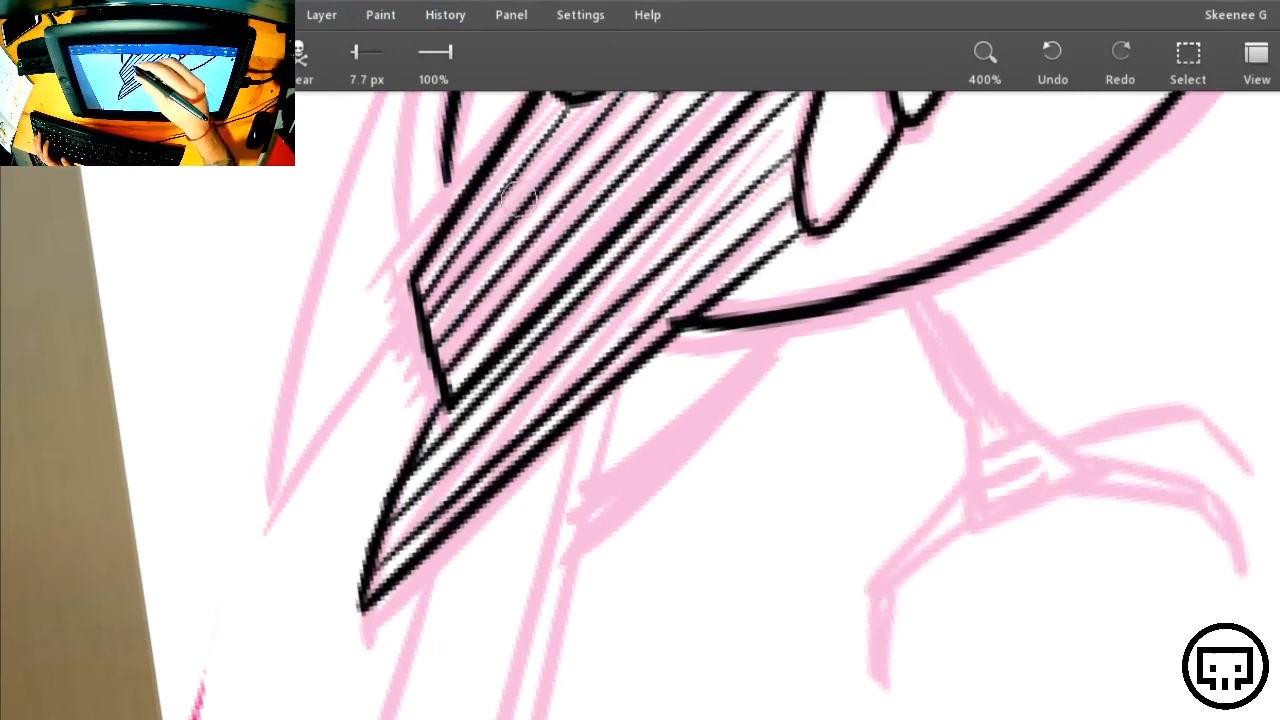 Layer Paint History Panel Settings Help Skeenee G
ear 7.7 px 100% 400% Undo Redo Select View